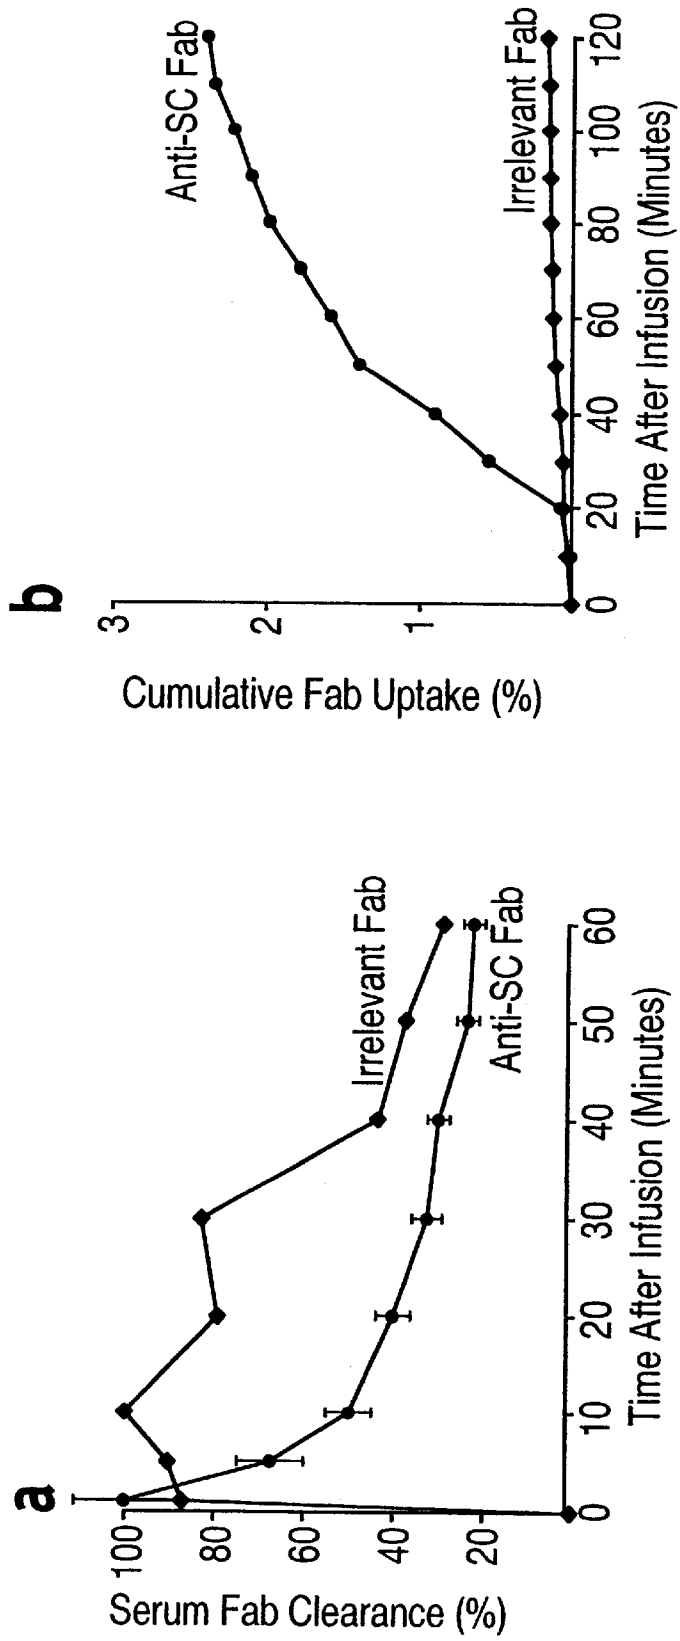 a
Serum Fab Clearance (%)
100
80
60
40
20
0
10
20
30
40
50
60
Time After Infusion (Minutes)
Irrelevant Fab
Anti-SC Fab
b
Cumulative Fab Uptake (%)
3
2
1
0
20
40
60
80
100
120
Time After Infusion (Minutes)
Anti-SC Fab
Irrelevant Fab